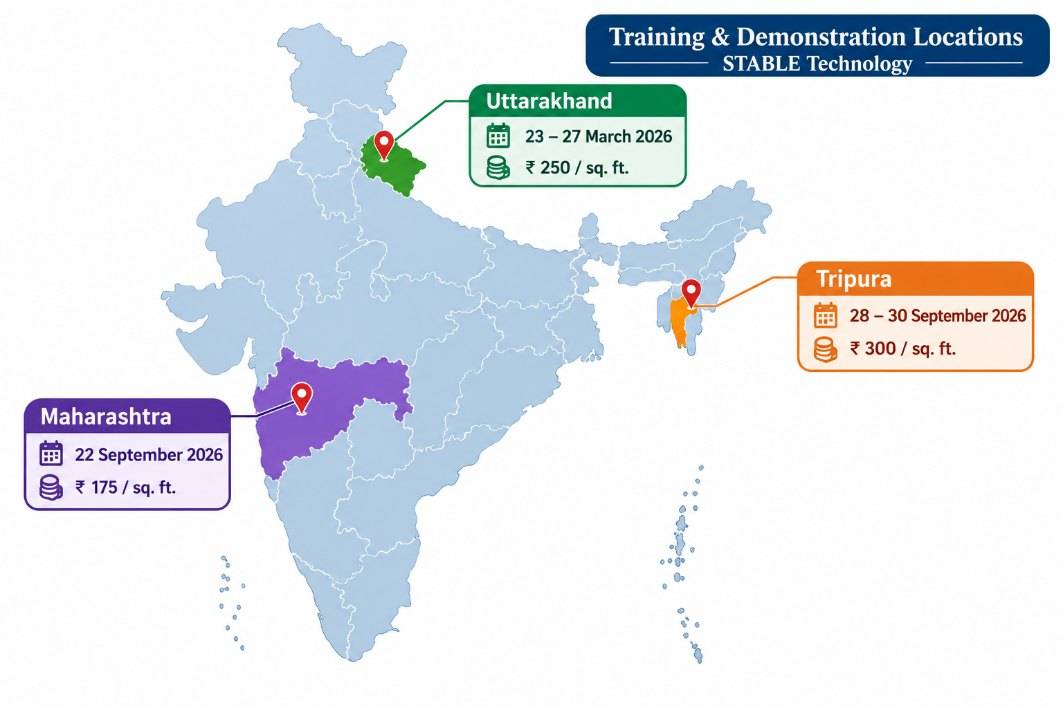 Training & Demonstration Locations
STABLE Technology
Uttarakhand
23 – 27 March 2026
₹ 250 / sq. ft.
Tripura
28 – 30 September 2026
₹ 300 / sq. ft.
Maharashtra
22 September 2026
₹ 175 / sq. ft.